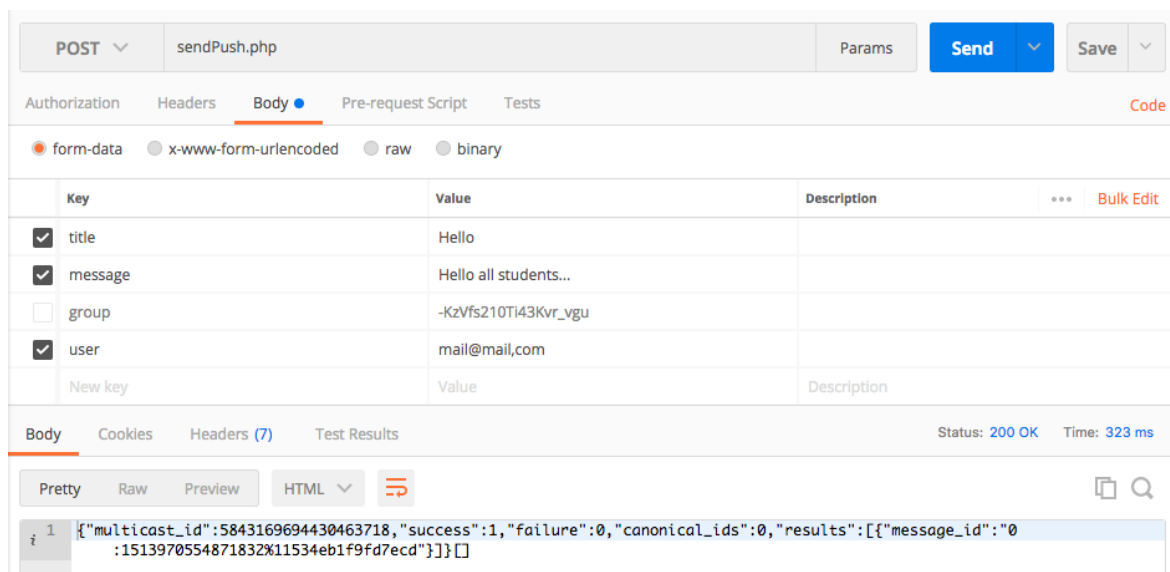 POST sendPush.php Params Send Save
Authorization Headers Body Pre-request Script Tests Code
form-data x-www-form-urlencoded raw binary
Key Value Description Bulk Edit
title Hello
message Hello all students...
group -KzVfs210Ti43Kvr_vgu
user mail@mail,com
New key Value Description
Body Cookies Headers (7) Test Results Status: 200 OK Time: 323 ms
Pretty Raw Preview HTML
i 1 {"multicast_id":5843169694430463718,"success":1,"failure":0,"canonical_ids":0,"results":[{"message_id":"0
:1513970554871832%11534eb1f9fd7ecd"}]}[]